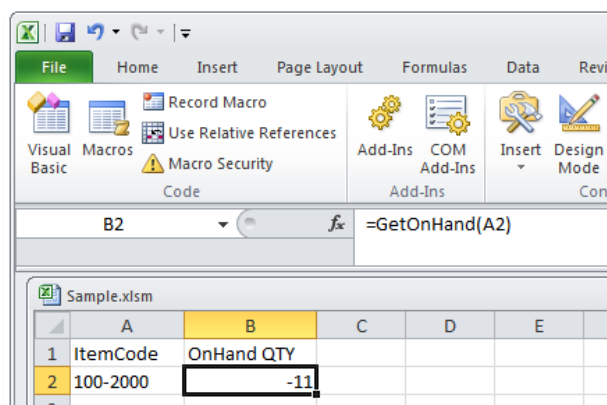 File Home Insert Page Layout Formulas Data Revi
Record Macro
Use Relative References
Macro Security
Visual Basic
Macros
Code
Add-Ins
COM Add-Ins
Add-Ins
Insert
Design Mode
Con
B2 fx =GetOnHand(A2)
Sample.xlsm
A B C D E
1 ItemCode OnHand QTY
2 100-2000 -11